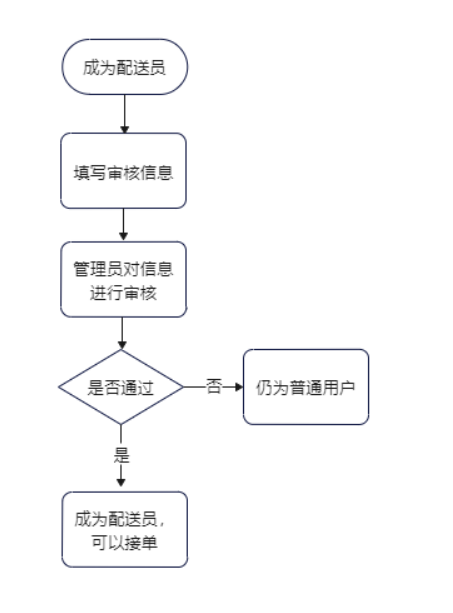 成为配送员
填写审核信息
管理员对信息
进行审核
是否通过
否
仍为普通用户
是
成为配送员，
可以接单